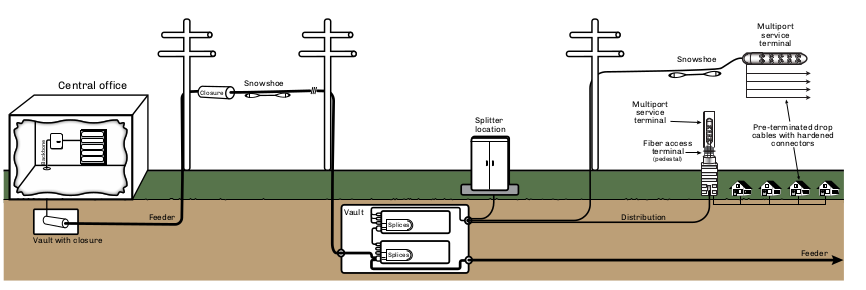 Multiport
service
terminal
Snowshoe
Central office
Snowshoe
Closure
Multiport
service
terminal
Splitter
location
Pre-terminated drop
cables with hardened
connectors
Fiber access
terminal
(pedestal)
Backbone
Vault
Feeder
Distribution
Splices
Vault with closure
Splices
Feeder